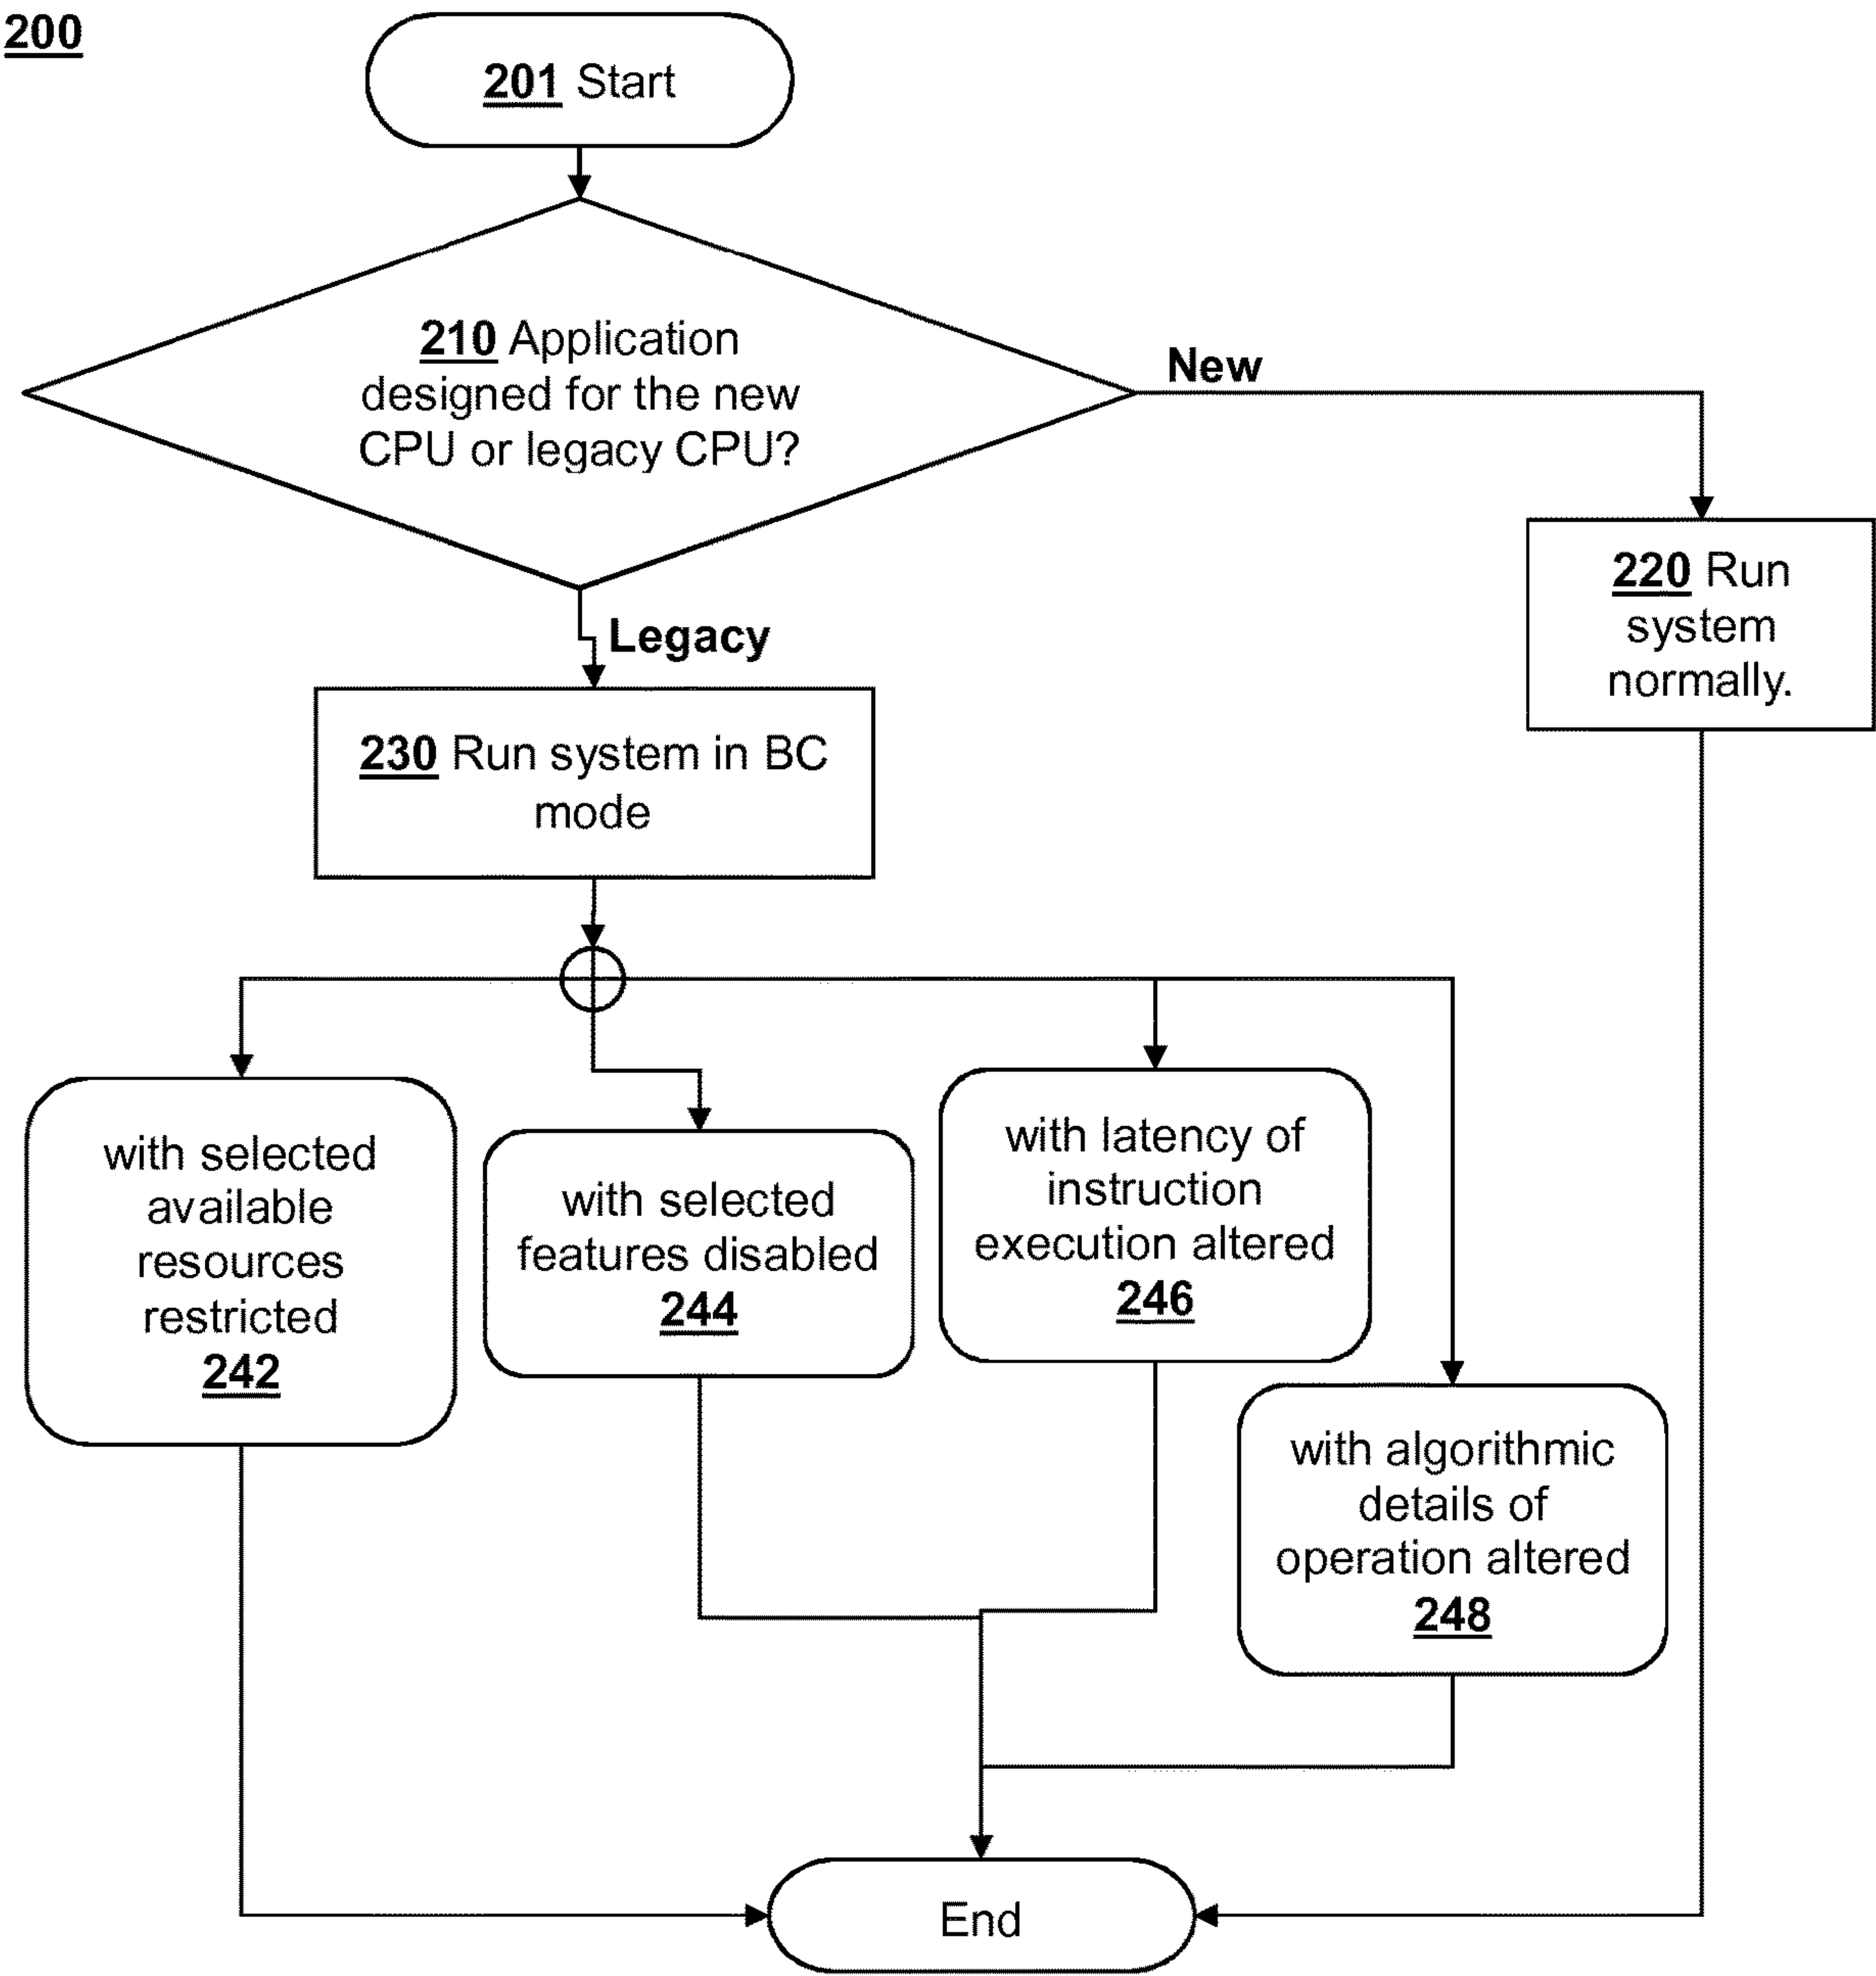 200
201 Start
210 Application
designed for the new
CPU or legacy CPU?
New
220 Run
system
normally.
Legacy
230 Run system in BC
mode
with selected
available
resources
restricted
242
with selected
features disabled
244
with latency of
instruction
execution altered
246
with algorithmic
details of
operation altered
248
End